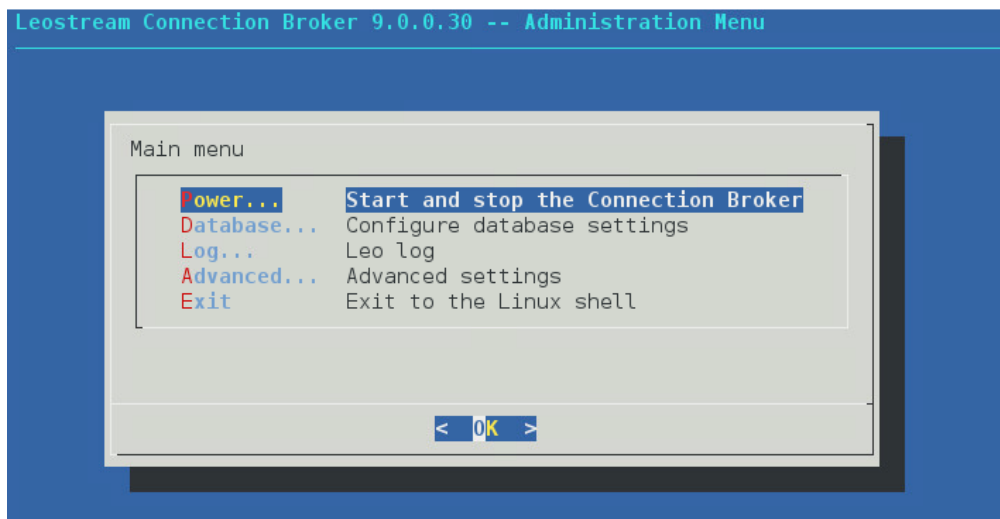 Leostream Connection Broker 9.0.0.30 -- Administration Menu
Main menu
Power... Start and stop the Connection Broker
Database... Configure database settings
Log... Leo log
Advanced... Advanced settings
Exit Exit to the Linux shell
< OK >